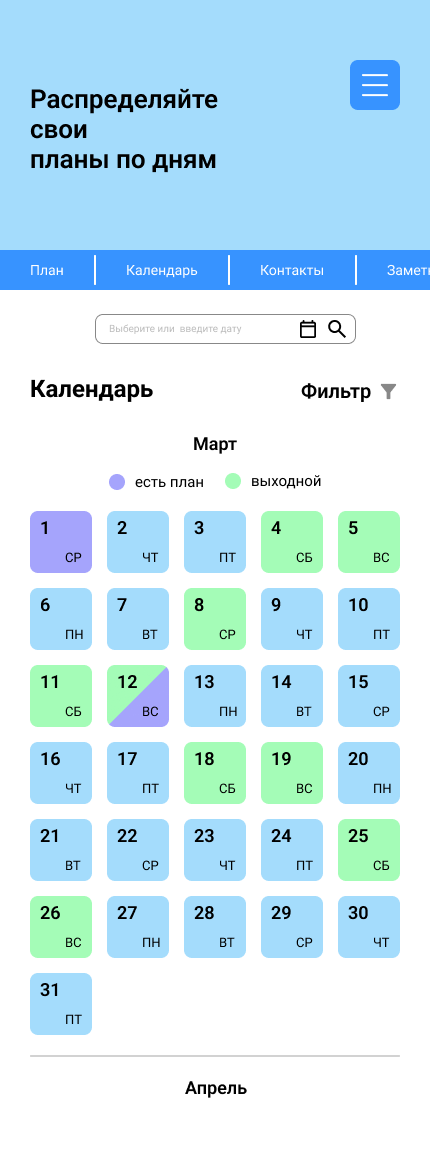 Распределяйте
свои
планы по дням
План Календарь Контакты
Выберите или введите дату
Календарь Фильтр
Март
есть план выходной
1 2 3 4 5
СР ЧТ ПТ СБ ВС
6 7 8 9 10
ПН ВТ СР ЧТ ПТ
11 12 13 14 15
СБ ВС ПН ВТ СР
16 17 18 19 20
ЧТ ПТ СБ ВС ПН
21 22 23 24 25
ВТ СР ЧТ ПТ СБ
26 27 28 29 30
ВС ПН ВТ СР ЧТ
31
ПТ
Апрель